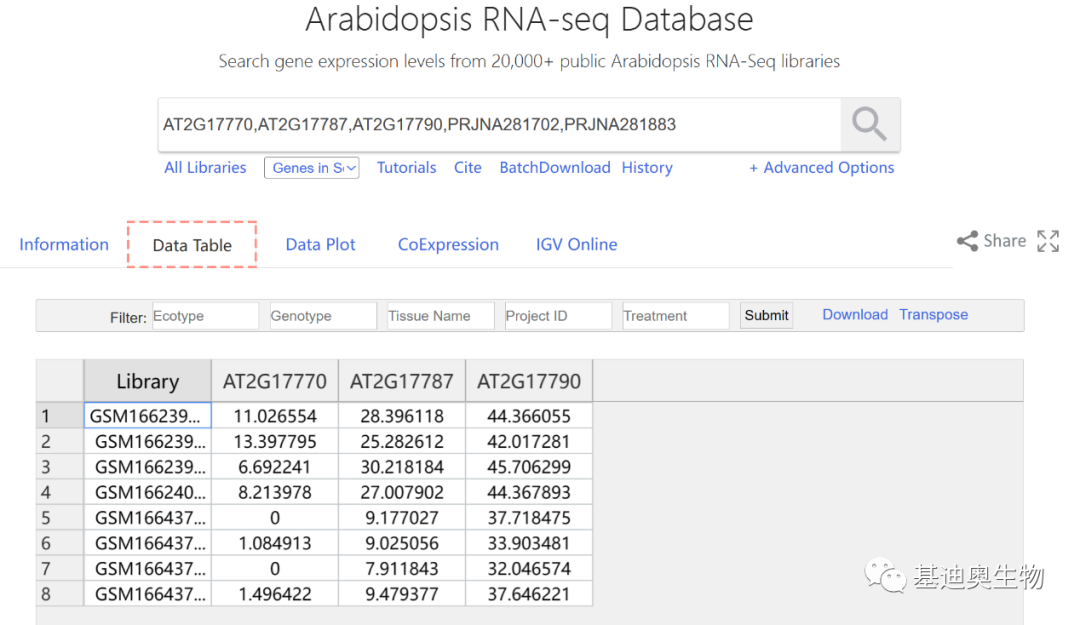 Arabidopsis RNA-seq Database
Search gene expression levels from 20,000+ public Arabidopsis RNA-Seq libraries
AT2G17770,AT2G17787,AT2G17790,PRJNA281702,PRJNA281883
All Libraries Genes in S Tutorials Cite BatchDownload History + Advanced Options
Information Data Table Data Plot CoExpression IGV Online Share
Filter: Ecotype Genotype Tissue Name Project ID Treatment Submit Download Transpose
Library AT2G17770 AT2G17787 AT2G17790
1 GSM166239... 11.026554 28.396118 44.366055
2 GSM166239... 13.397795 25.282612 42.017281
3 GSM166239... 6.692241 30.218184 45.706299
4 GSM166240... 8.213978 27.007902 44.367893
5 GSM166437... 0 9.177027 37.718475
6 GSM166437... 1.084913 9.025056 33.903481
7 GSM166437... 0 7.911843 32.046574
8 GSM166437... 1.496422 9.479377 37.646221
基迪奥生物